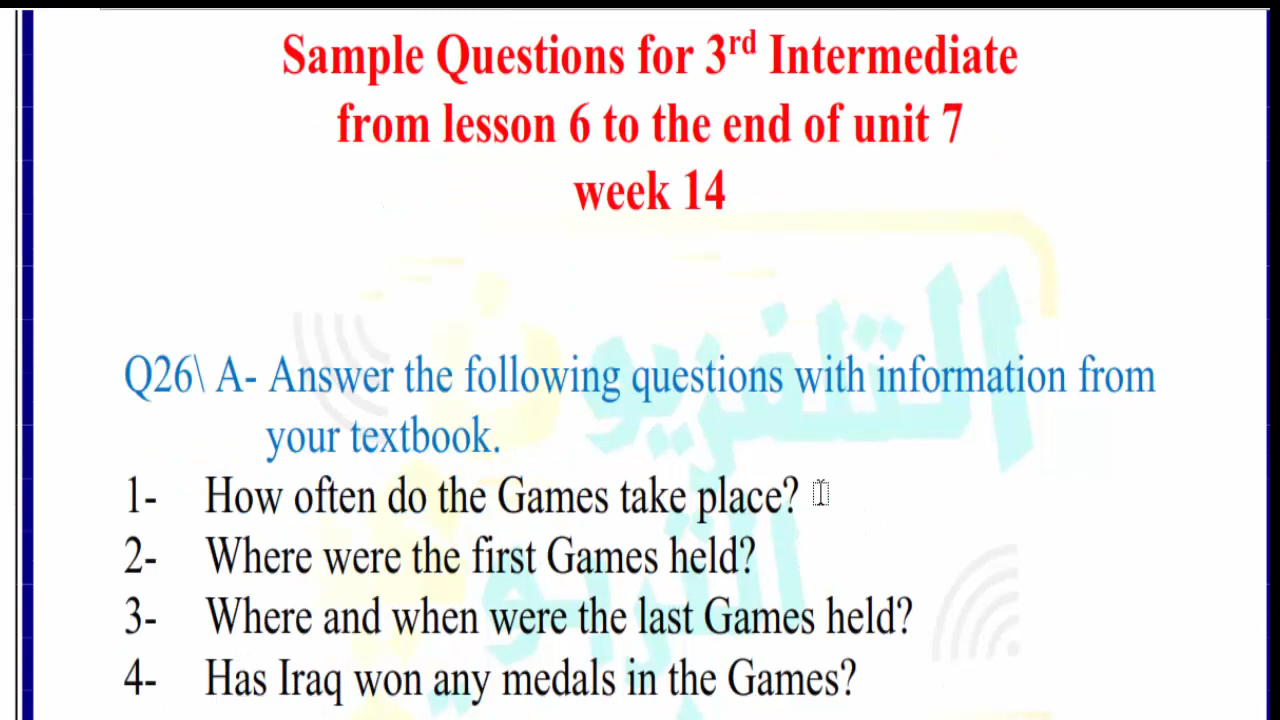 Sample Questions for 3rd Intermediate
from lesson 6 to the end of unit 7
week 14
التلفزيون
التربوي
Q26\ A- Answer the following questions with information from
your textbook.
1- How often do the Games take place?
2- Where were the first Games held?
3- Where and when were the last Games held?
4- Has Iraq won any medals in the Games?